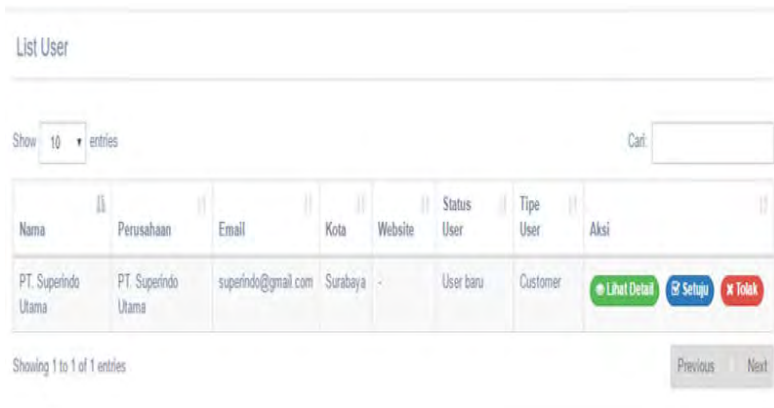 List User
Show 10 entries
Cari:
Nama Perusahaan Email Kota Website Status User Tipe User Aksi
PT. Superindo Utama PT. Superindo Utama superindo@gmail.com Surabaya - User baru Customer Lihat Detail Setuju Tolak
Showing 1 to 1 of 1 entries
Previous Next